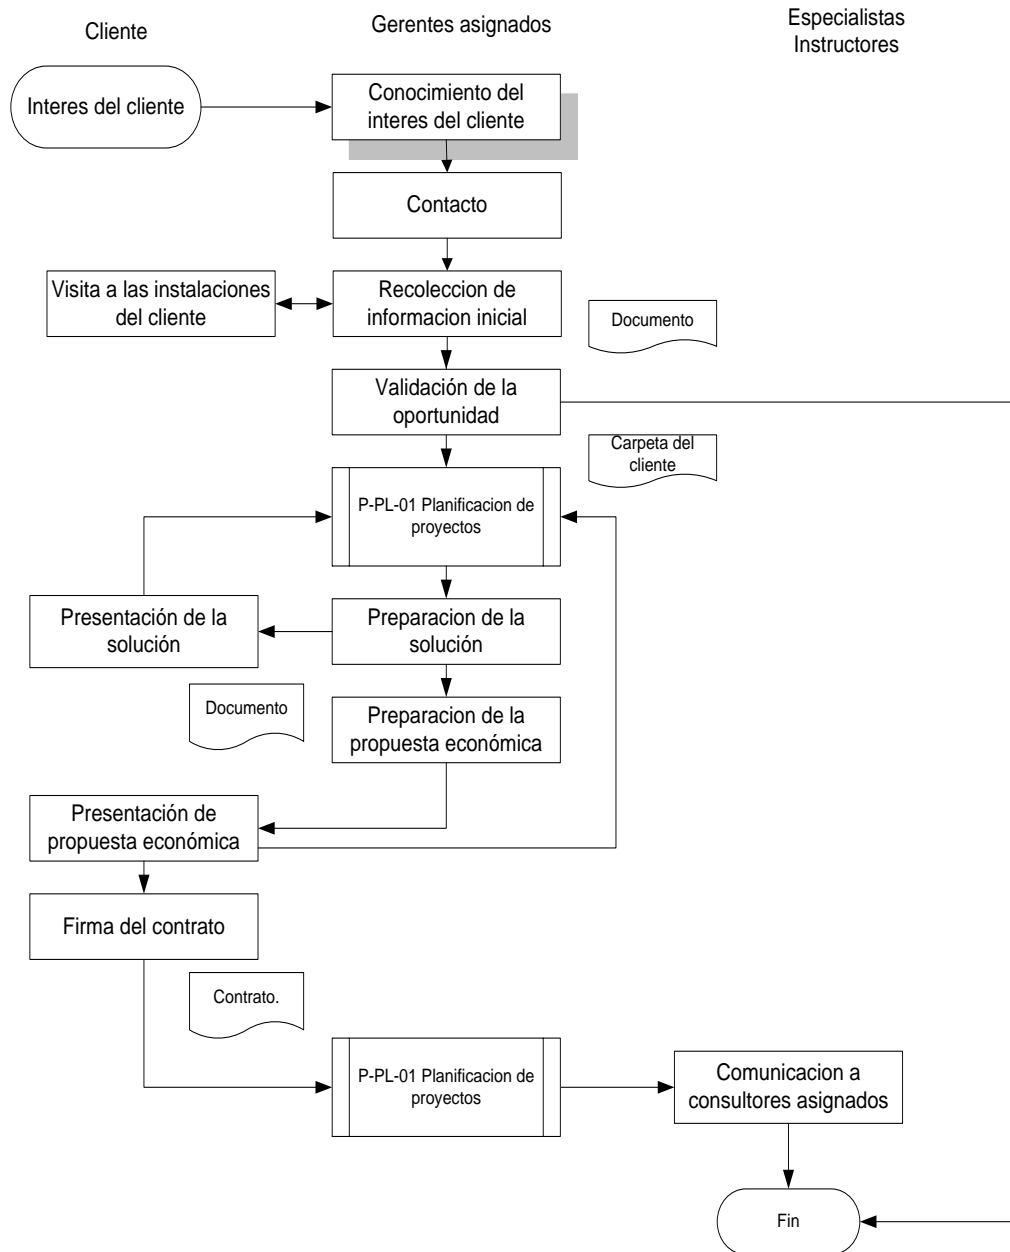 Cliente
Gerentes asignados
Especialistas
Instructores
Interes del cliente
Conocimiento del
interes del cliente
Contacto
Visita a las instalaciones
del cliente
Recoleccion de
informacion inicial
Documento
Validación de la
oportunidad
Carpeta del
cliente
P-PL-01 Planificacion de
proyectos
Presentación de la
solución
Preparacion de la
solución
Documento
Preparacion de la
propuesta económica
Presentación de
propuesta económica
Firma del contrato
Contrato.
P-PL-01 Planificacion de
proyectos
Comunicacion a
consultores asignados
Fin